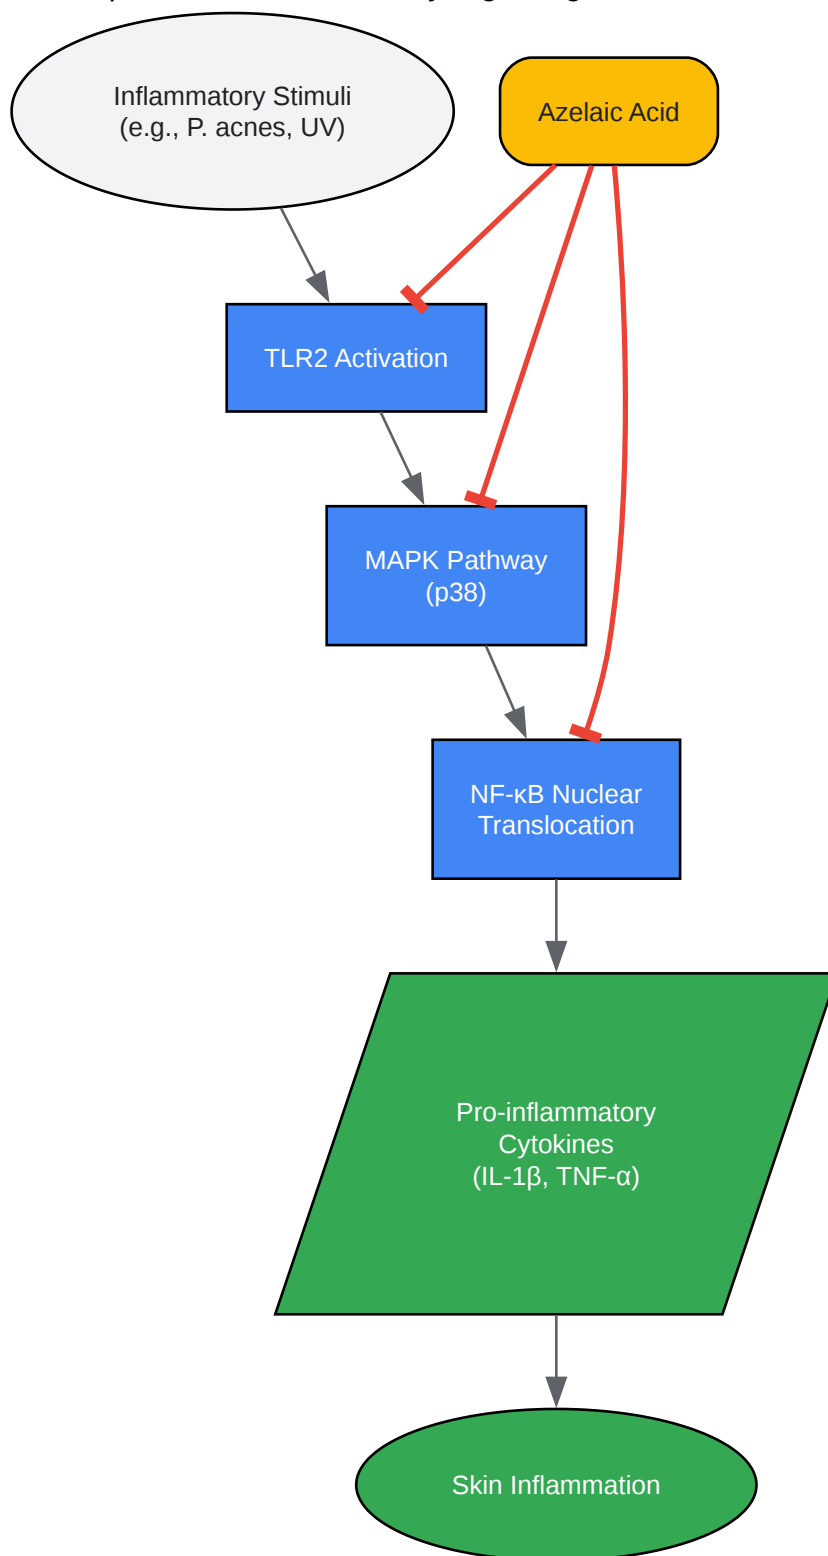 Inflammatory Stimuli
(e.g., P. acnes, UV)
Azelaic Acid
TLR2 Activation
MAPK Pathway
(p38)
NF-κB Nuclear
Translocation
Pro-inflammatory
Cytokines
(IL-1β, TNF-α)
Skin Inflammation